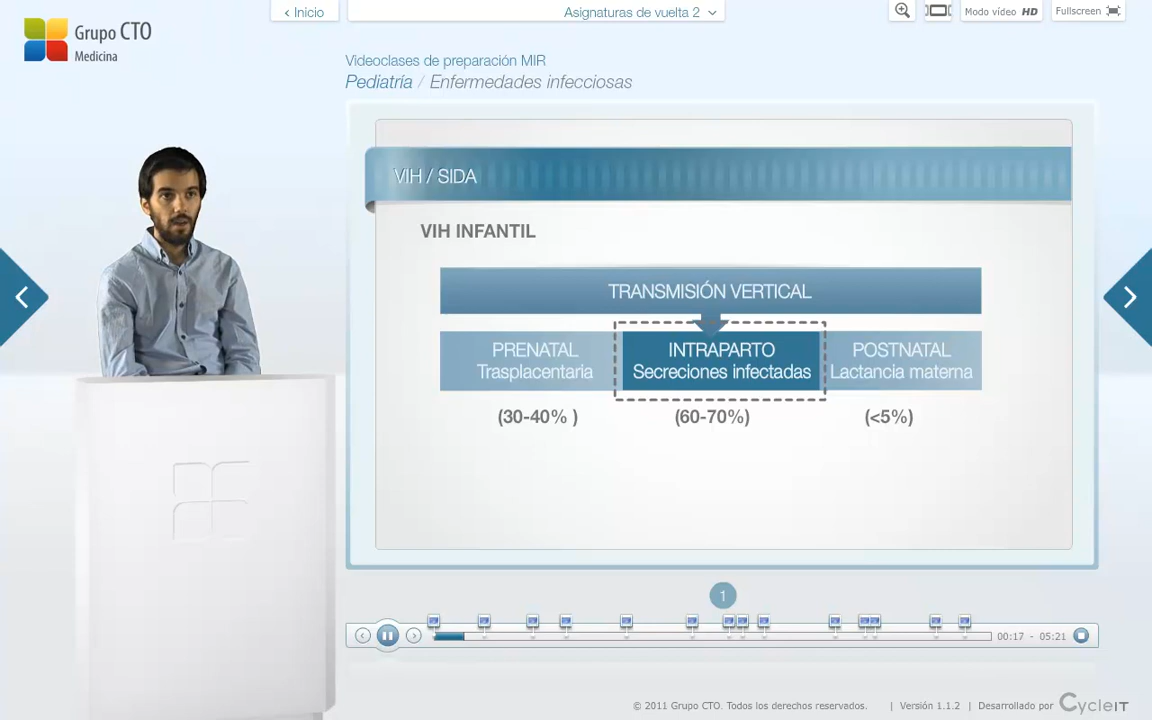 Grupo CTO
Medicina
‹ Inicio
Asignaturas de vuelta 2
Modo vídeo HD
Fullscreen
Videoclases de preparación MIR
Pediatría / Enfermedades infecciosas
VIH / SIDA
VIH INFANTIL
TRANSMISIÓN VERTICAL
PRENATAL
Trasplacentaria
INTRAPARTO
Secreciones infectadas
POSTNATAL
Lactancia materna
(30-40% )
(60-70%)
(<5%)
1
00:17 - 05:21
© 2011 Grupo CTO. Todos los derechos reservados. | Versión 1.1.2 | Desarrollado por CycleIT